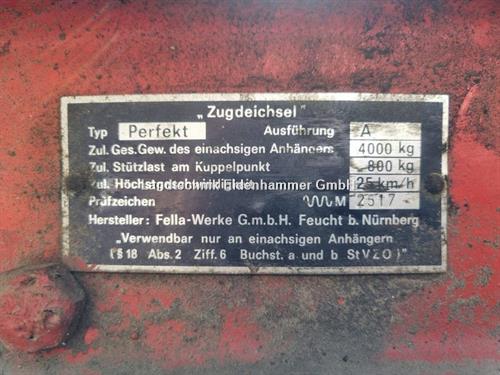 „Zugdeichsel"
Typ Perfekt Ausführung A
Zul. Ges. Gew. des einachsigen Anhängers 4000 kg
Zul. Stützlast am Kuppelpunkt 800 kg
Zul. Höchstgeschwindigkeit 25 km/h
Landtechnik Eidenhammer GmbH
Prüfzeichen M 2517
Hersteller: Fella-Werke G.m.b.H. Feucht b. Nürnberg
„Verwendbar nur an einachsigen Anhängern
(§18 Abs. 2 Ziff. 6 Buchst. a und b StVZO)"